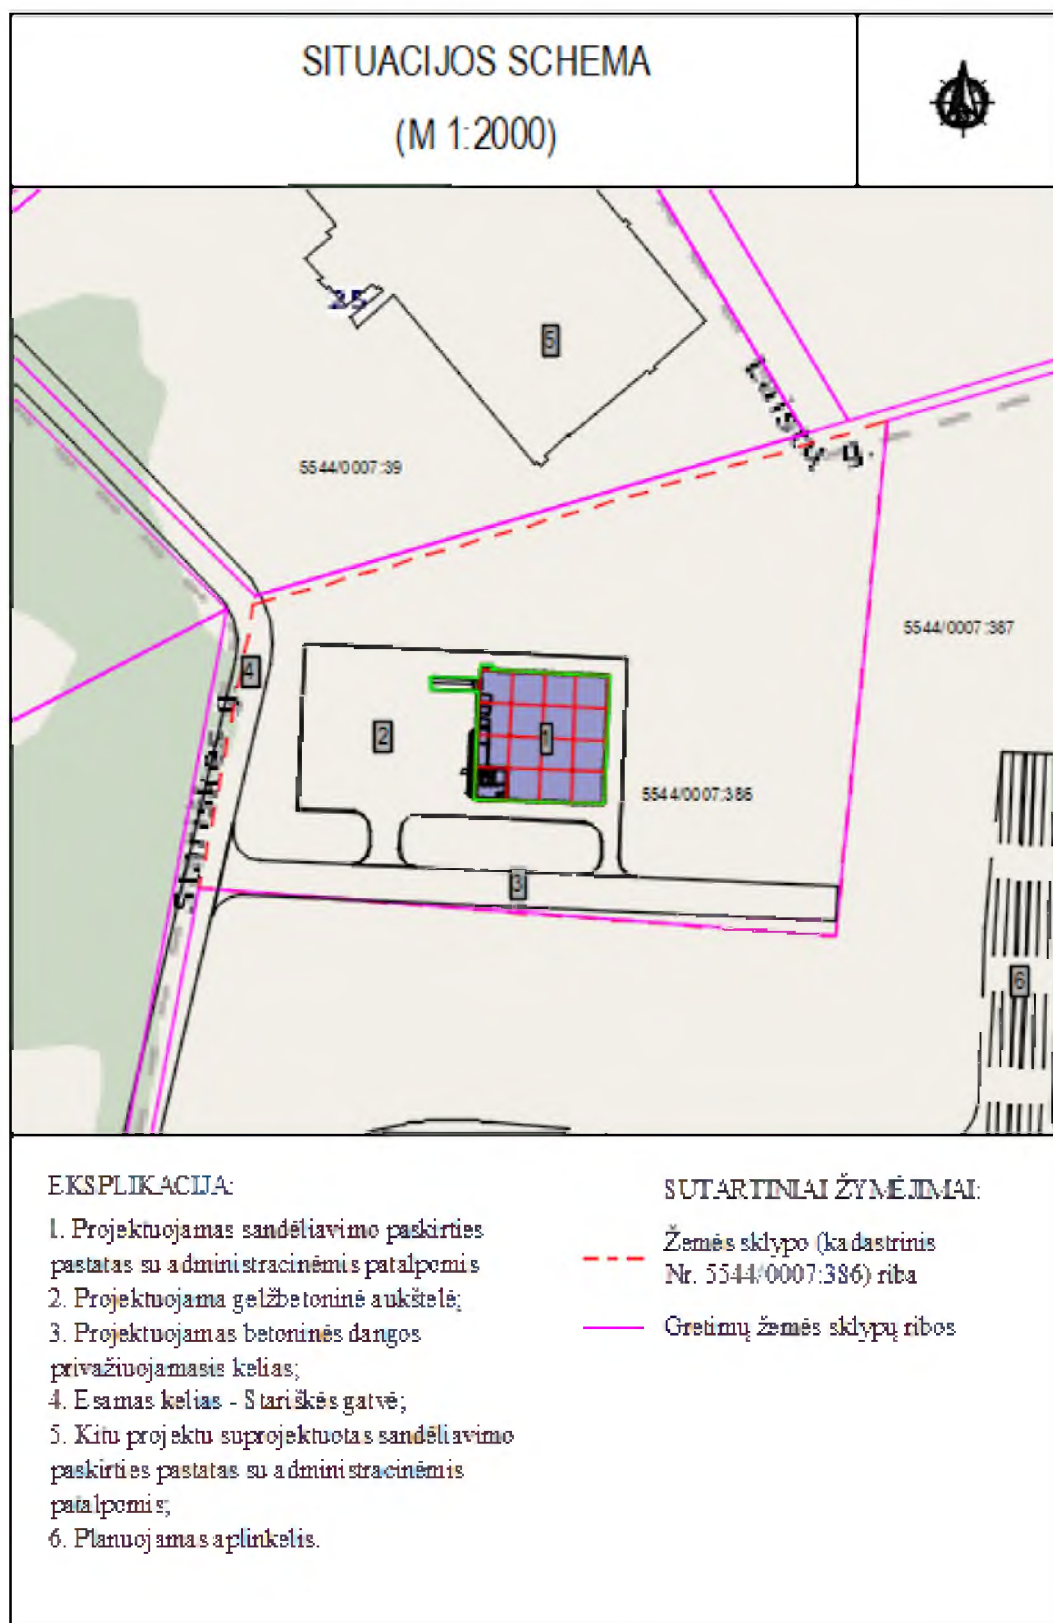 SITUACIJOS SCHEMA
(M 1:2000)
25
5
Laistų g.
5544/0007:39
5544/0007:387
4
2
1
5544/0007:386
3
6
EKSPLIKACIJA:
1. Projektuojamas sandėliavimo paskirties
pastatas su administracinėmis patalpomis
2. Projektuojama gelžbetoninė aukštelė;
3. Projektuojamas betoninės dangos
privažiuojamasis kelias;
4. Esamas kelias - Stariškės gatvė;
5. Kitu projektu suprojektuotas sandėliavimo
paskirties pastatas su administracinėmis
patalpomis;
6. Planuojamas aplinkelis.
SUTARTINIAI ŽYMĖJIMAI:
Žemės sklypo (kadastrinis
Nr. 5544/0007:386) riba
Gretimų žemės sklypų ribos